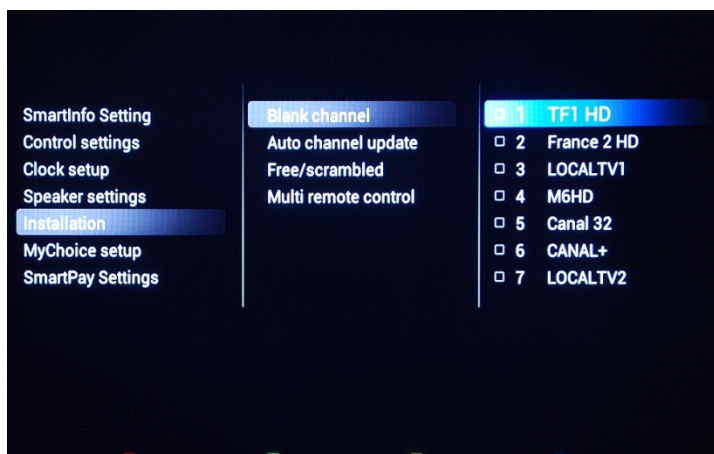 SmartInfo Setting
Control settings
Clock setup
Speaker settings
Installation
MyChoice setup
SmartPay Settings
Blank channel
Auto channel update
Free/scrambled
Multi remote control
1 TF1 HD
2 France 2 HD
3 LOCALTV1
4 M6HD
5 Canal 32
6 CANAL+
7 LOCALTV2